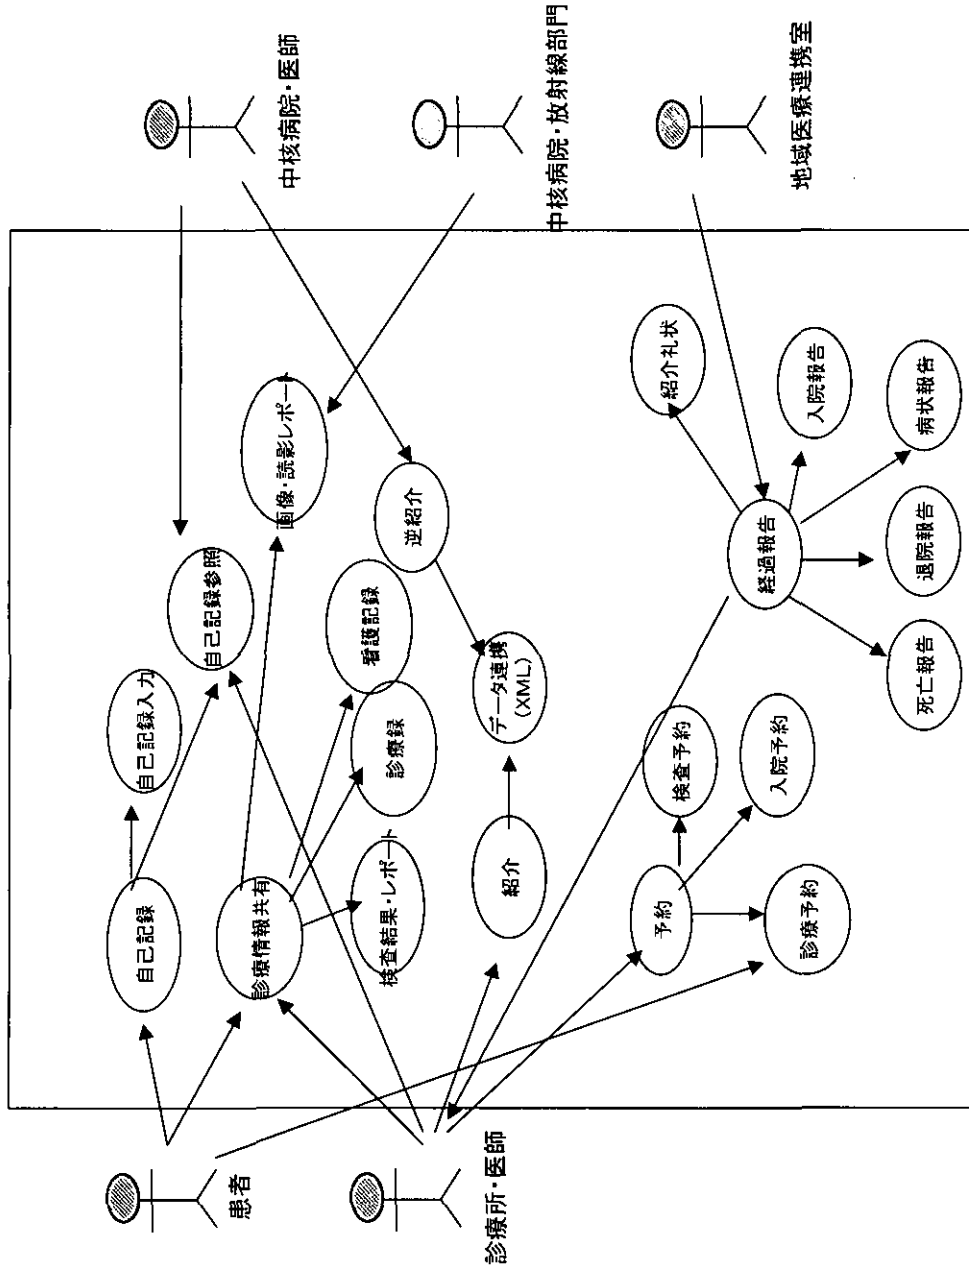 中核病院・医師
中核病院・放射線部門
地域医療連携室
患者
診療所・医師
自己記録
自己記録入力
自己記録参照
診療情報共有
画像・読影レポート
看護記録
診療録
検査結果・レポート
逆紹介
データ連携
(XML)
紹介
予約
検査予約
入院予約
診療予約
経過報告
紹介礼状
入院報告
病状報告
退院報告
死亡報告